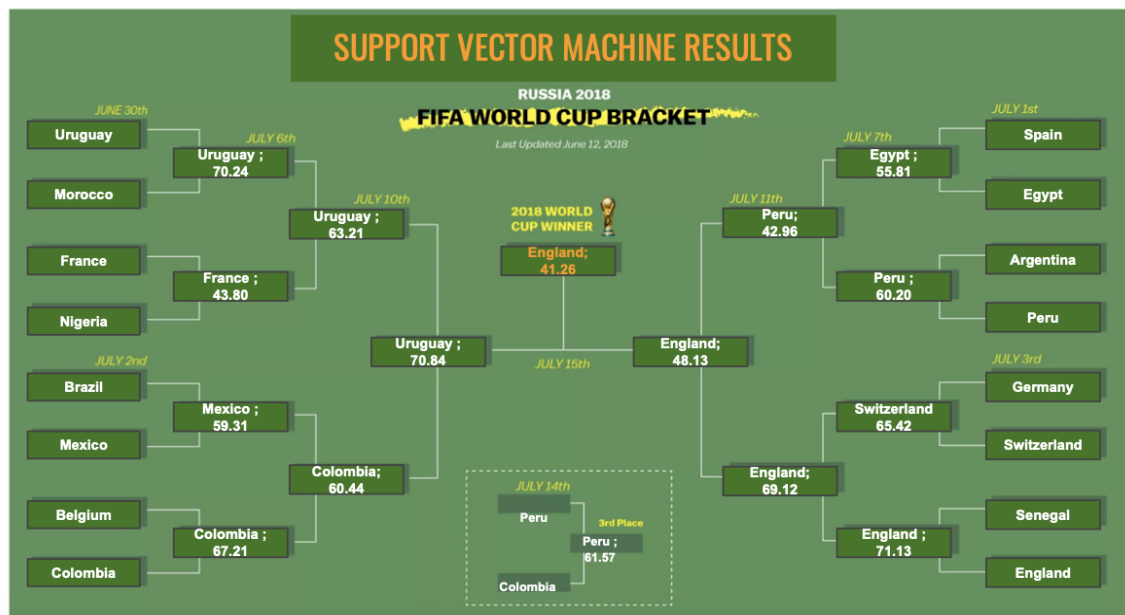 SUPPORT VECTOR MACHINE RESULTS
RUSSIA 2018
FIFA WORLD CUP BRACKET
Last Updated June 12, 2018
JUNE 30th
Uruguay
Morocco
France
Nigeria
JULY 2nd
Brazil
Mexico
Belgium
Colombia
JULY 6th
Uruguay ;
70.24
France ;
43.80
Mexico ;
59.31
Colombia ;
67.21
JULY 10th
Uruguay ;
63.21
Colombia;
60.44
Uruguay ;
70.84
2018 WORLD
CUP WINNER
England;
41.26
JULY 15th
England;
48.13
JULY 11th
Peru;
42.96
England;
69.12
JULY 7th
Egypt ;
55.81
Peru ;
60.20
Switzerland
65.42
England ;
71.13
JULY 1st
Spain
Egypt
Argentina
Peru
JULY 3rd
Germany
Switzerland
Senegal
England
JULY 14th
Peru
3rd Place
Peru ;
61.57
Colombia